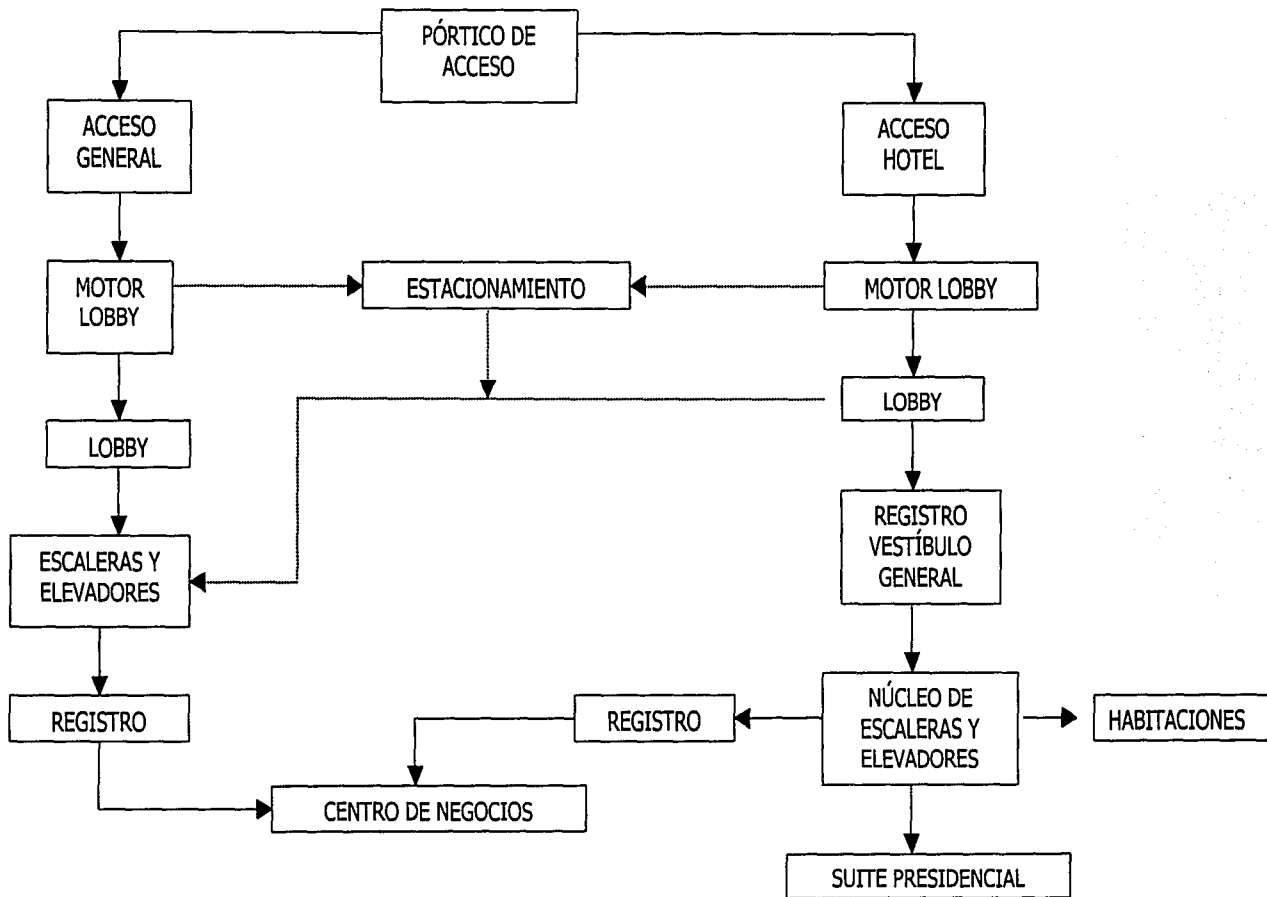 PÓRTICO DE
ACCESO
ACCESO
GENERAL
ACCESO
HOTEL
MOTOR
LOBBY
ESTACIONAMIENTO
MOTOR LOBBY
LOBBY
LOBBY
ESCALERAS Y
ELEVADORES
REGISTRO
VESTÍBULO
GENERAL
REGISTRO
REGISTRO
NÚCLEO DE
ESCALERAS Y
ELEVADORES
HABITACIONES
CENTRO DE NEGOCIOS
SUITE PRESIDENCIAL